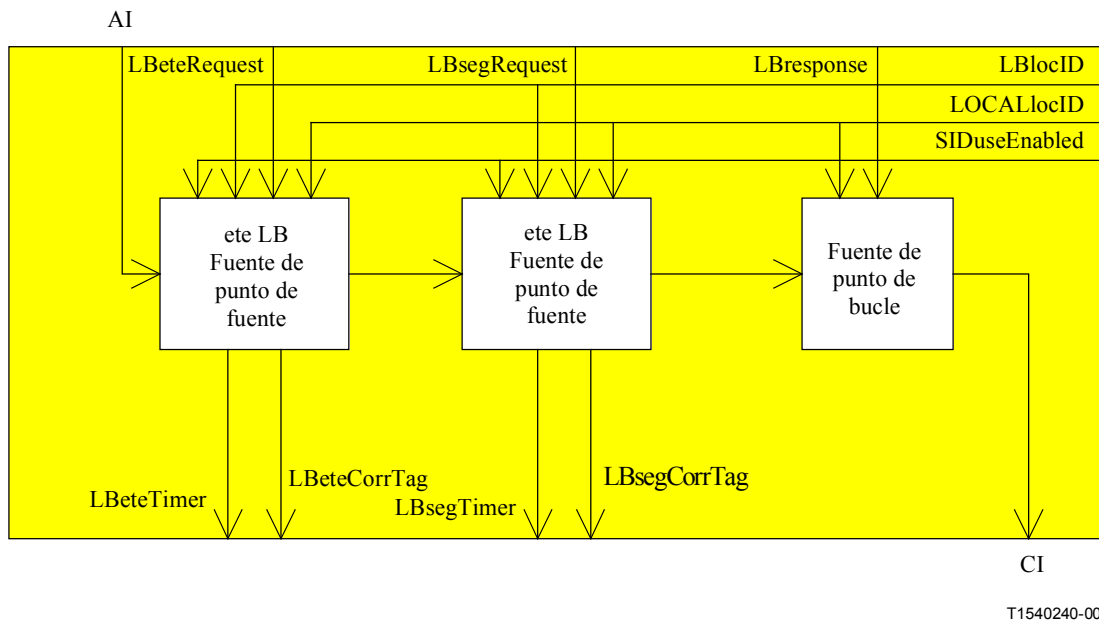 AI
LBeteRequest
LBsegRequest
LBresponse
LBlocID
LOCALlocID
SIDuseEnabled
ete LB
Fuente de
punto de
fuente
ete LB
Fuente de
punto de
fuente
Fuente de
punto de
bucle
LBeteTimer
LBeteCorrTag
LBsegTimer
LBsegCorrTag
CI
T1540240-00